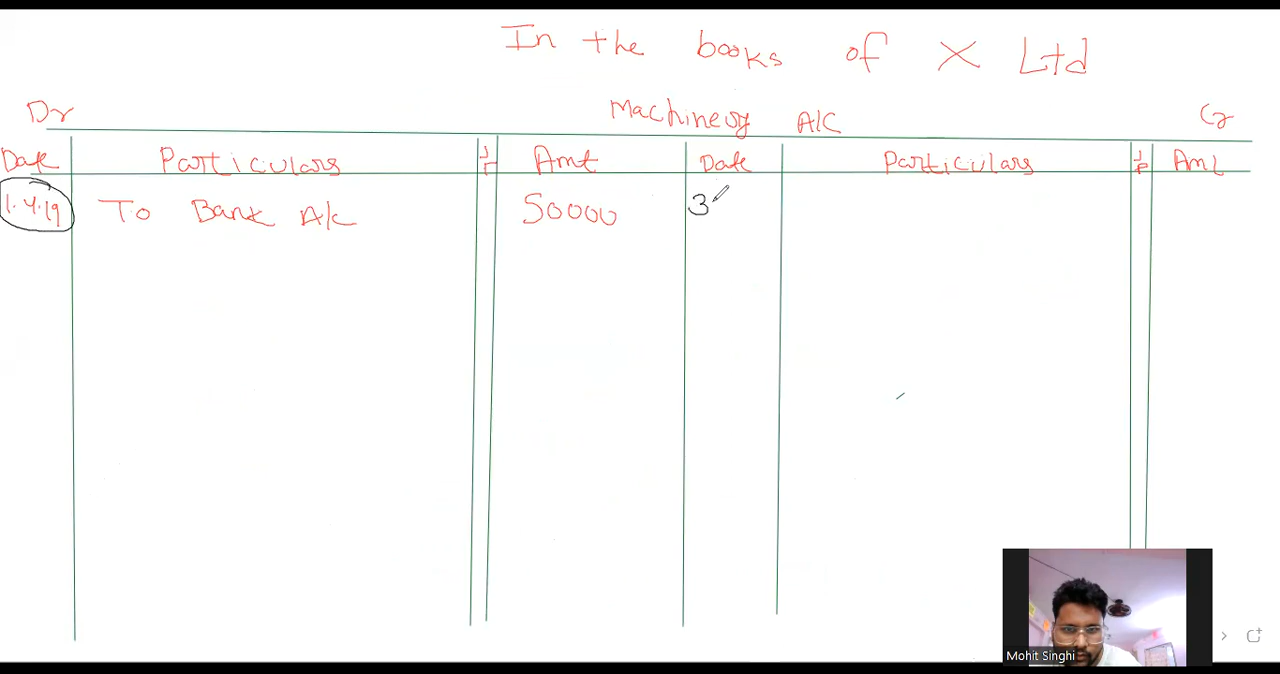 In the books of X Ltd
Dr Machinery A/C Cr
Date Particulars J.F Amt Date Particulars J.F Amt
1.4.19 To Bank A/c 50000 3
Mohit Singhi